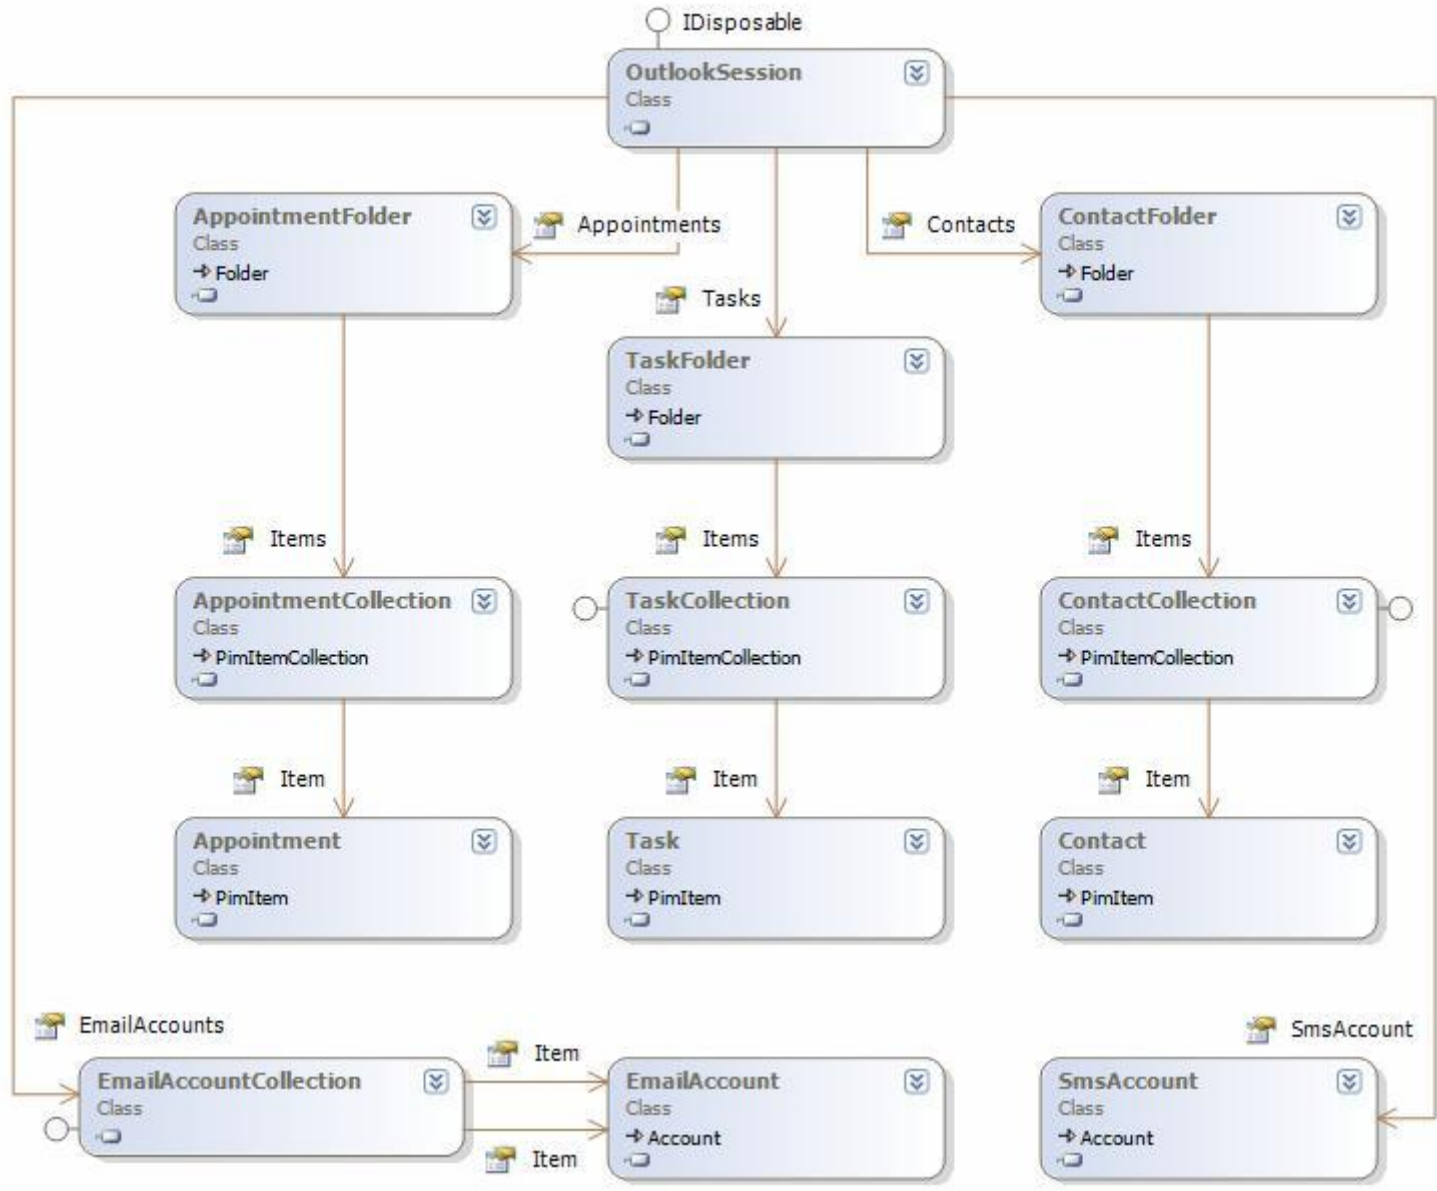 IDisposable
OutlookSession
Class
AppointmentFolder
Class
Folder
Appointments
Contacts
ContactFolder
Class
Folder
Tasks
TaskFolder
Class
Folder
Items
Items
Items
AppointmentCollection
Class
PimItemCollection
TaskCollection
Class
PimItemCollection
ContactCollection
Class
PimItemCollection
Item
Item
Item
Appointment
Class
PimItem
Task
Class
PimItem
Contact
Class
PimItem
EmailAccounts
SmsAccount
EmailAccountCollection
Class
Item
Item
EmailAccount
Class
Account
SmsAccount
Class
Account